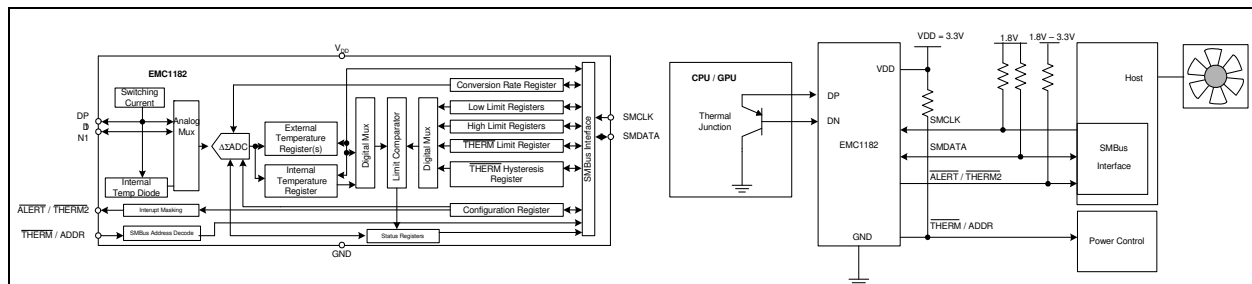 V_DD
EMC1182
Switching
Current
DP
D
N1
Analog
Mux
Internal
Temp Diode
ΔΣADC
External
Temperature
Register(s)
Internal
Temperature
Register
Digital Mux
Limit Comparator
Digital Mux
Conversion Rate Register
Low Limit Registers
High Limit Registers
THERM Limit Register
THERM Hysteresis
Register
SMBus Interface
SMCLK
SMDATA
ALERT / THERM2
Interupt Masking
Configuration Register
THERM / ADDR
SMBus Address Decode
Status Registers
GND
CPU / GPU
Thermal
Junction
VDD = 3.3V
1.8V
1.8V – 3.3V
VDD
DP
DN
EMC1182
GND
SMCLK
SMDATA
ALERT / THERM2
THERM / ADDR
Host
SMBus
Interface
Power Control